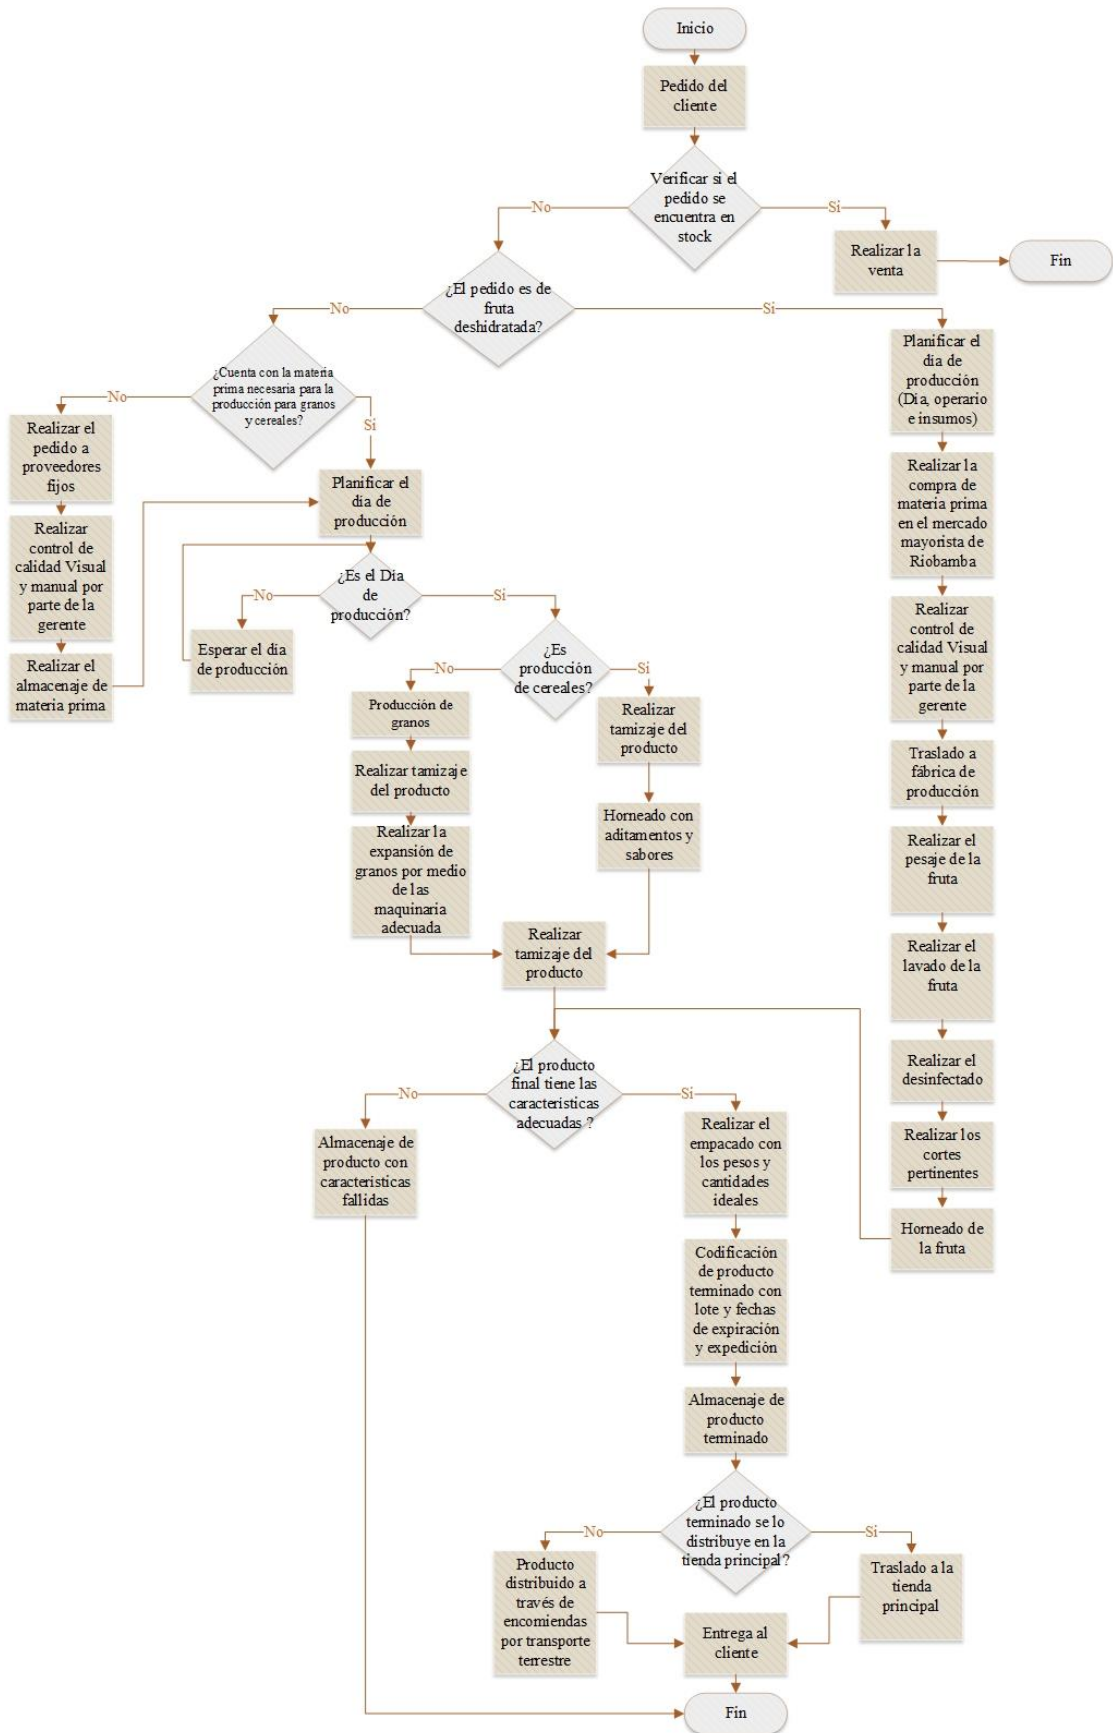 Inicio
Pedido del
cliente
Verificar si el
pedido se
encuentra en
stock
No
Si
Realizar la
venta
Fin
¿El pedido es de
fruta
deshidratada?
No
Si
¿Cuenta con la materia
prima necesaria para la
producción para granos
y cereales?
No
Si
Realizar el
pedido a
proveedores
fijos
Realizar
control de
calidad Visual
y manual por
parte de la
gerente
Realizar el
almacenaje de
materia prima
Planificar el
día de
producción
¿Es el Día
de
producción?
No
Si
Esperar el día
de producción
¿Es
producción
de cereales?
No
Si
Producción de
granos
Realizar tamizaje
del producto
Realizar la
expansión de
granos por medio
de las
maquinaria
adecuada
Realizar
tamizaje del
producto
Horneado con
aditamentos y
sabores
Realizar
tamizaje del
producto
Planificar el
día de
producción
(Dia, operario
e insumos)
Realizar la
compra de
materia prima
en el mercado
mayorista de
Riobamba
Realizar
control de
calidad Visual
y manual por
parte de la
gerente
Traslado a
fábrica de
producción
Realizar el
pesaje de la
fruta
Realizar el
lavado de la
fruta
Realizar el
desinfectado
Realizar los
cortes
pertinentes
Horneado de
la fruta
¿El producto
final tiene las
características
adecuadas ?
No
Si
Almacenaje de
producto con
caracteristicas
fallidas
Realizar el
empacado con
los pesos y
cantidades
ideales
Codificación
de producto
terminado con
lote y fechas
de expiración
y expedición
Almacenaje de
producto
terminado
¿El producto
terminado se lo
distribuye en la
tienda principal?
No
Si
Producto
distribuido a
través de
encomiendas
por transporte
terrestre
Traslado a la
tienda
principal
Entrega al
cliente
Fin